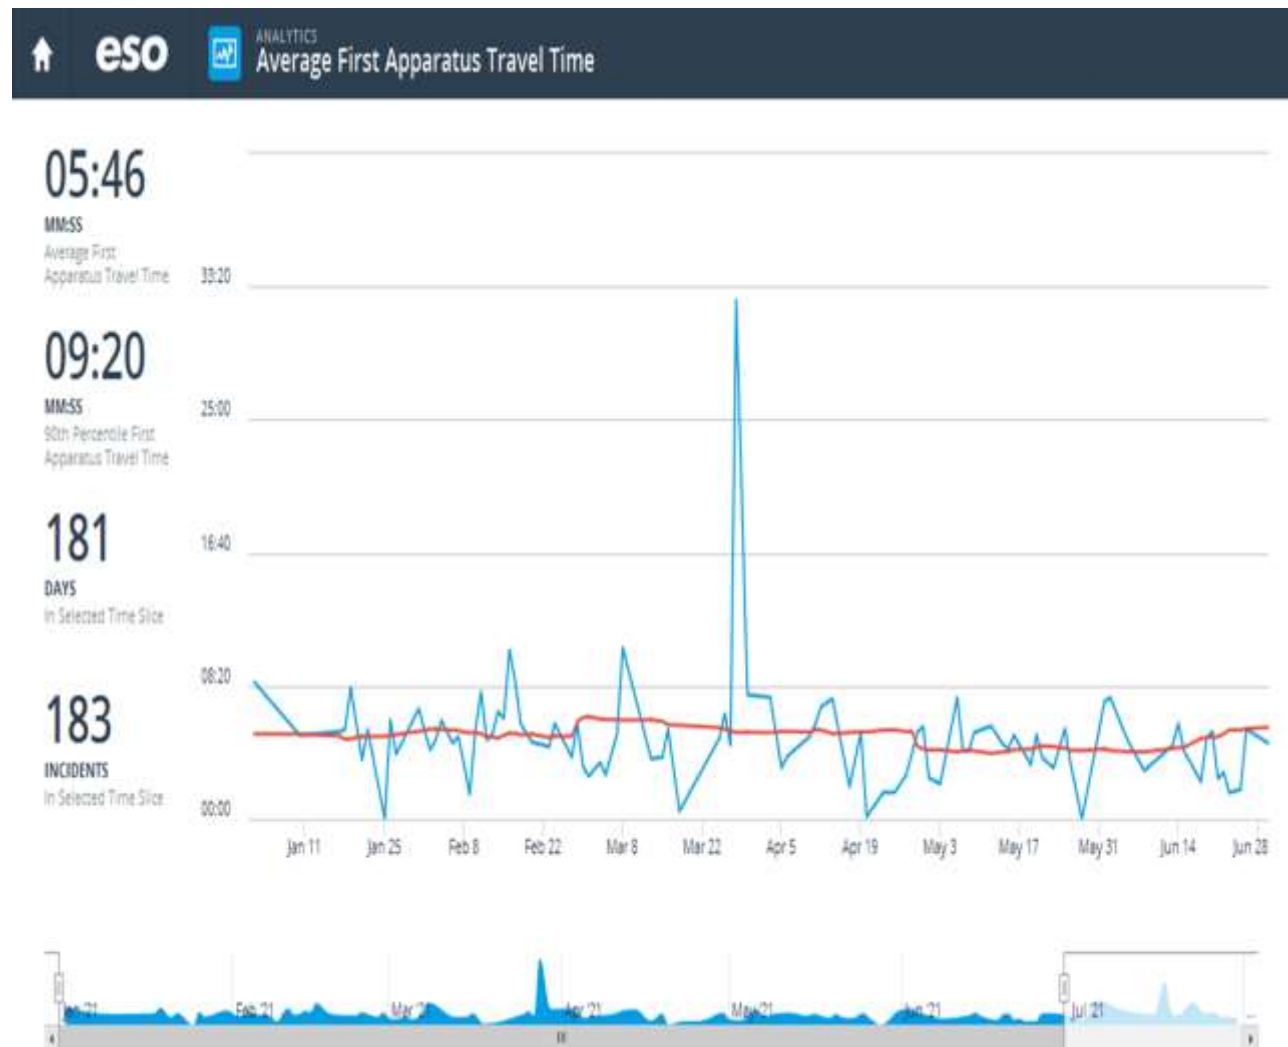 eso
ANALYTICS
Average First Apparatus Travel Time
05:46
MM:SS
Average First
Apparatus Travel Time
09:20
MM:SS
90th Percentile First
Apparatus Travel Time
181
DAYS
In Selected Time Slice
183
INCIDENTS
In Selected Time Slice
33:20
25:00
16:40
08:20
00:00
Jan 11 Jan 25 Feb 8 Feb 22 Mar 8 Mar 22 Apr 5 Apr 19 May 3 May 17 May 31 Jun 14 Jun 28
Jan '21 Feb '21 Mar '21 Apr '21 May '21 Jun '21 Jul '21